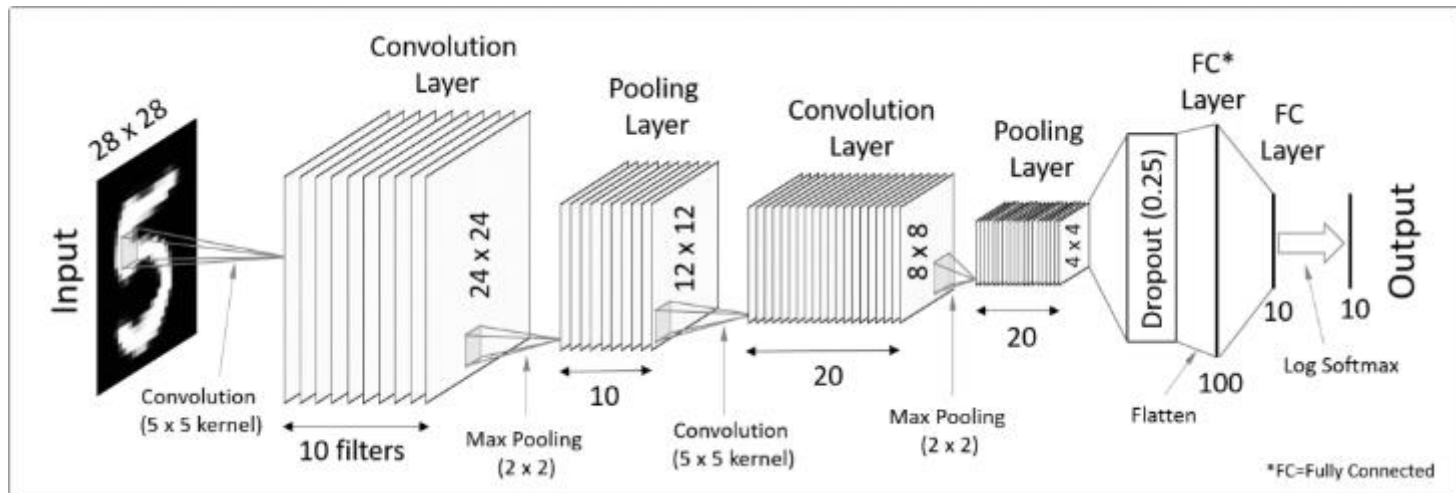 Input
28 x 28
Convolution
(5 x 5 kernel)
Convolution
Layer
24 x 24
10 filters
Max Pooling
(2 x 2)
Pooling
Layer
12 x 12
10
Convolution
(5 x 5 kernel)
Convolution
Layer
8 x 8
20
Max Pooling
(2 x 2)
Pooling
Layer
4 x 4
20
Dropout (0.25)
Flatten
FC*
Layer
100
FC
Layer
10
Log Softmax
10
Output
*FC=Fully Connected